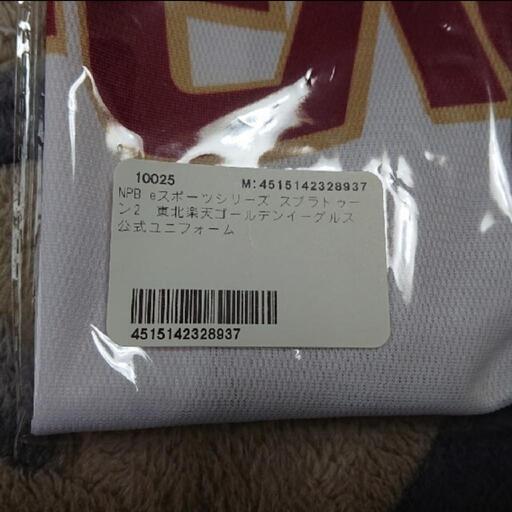 10025 M:4515142328937
NPB eスポーツシリーズ スプラトゥー
ン2 東北楽天ゴールデンイーグルス
公式ユニフォーム
4515142328937